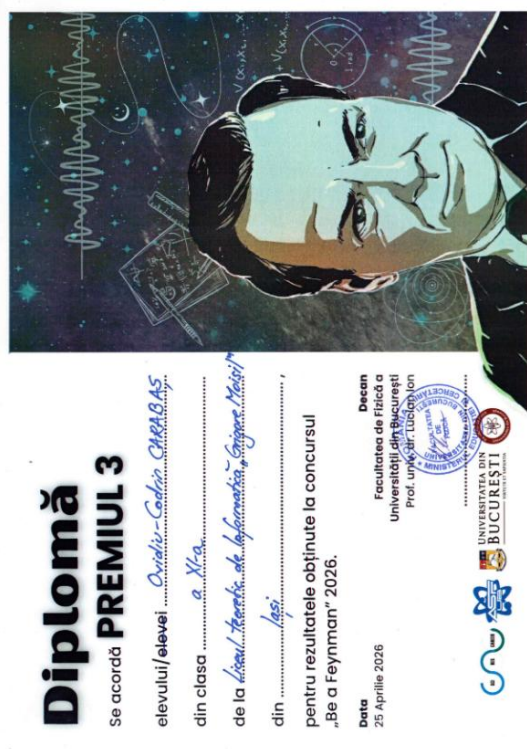 Diplomă
Se acordă PREMIUL 3
elevului/elevei Ovidiu-Codrin CARABAȘ
din clasa a XI-a
de la Liceul Teoretic de Informatică „Grigore Moisil”
din Iași,
pentru rezultatele obținute la concursul
„Be a Feynman” 2026.
Data
25 Aprilie 2026
Decan
Facultatea de Fizică a
Universității din București
Prof. univ. dr. Lucian Ion
UNIVERSITATEA DIN
BUCUREȘTI